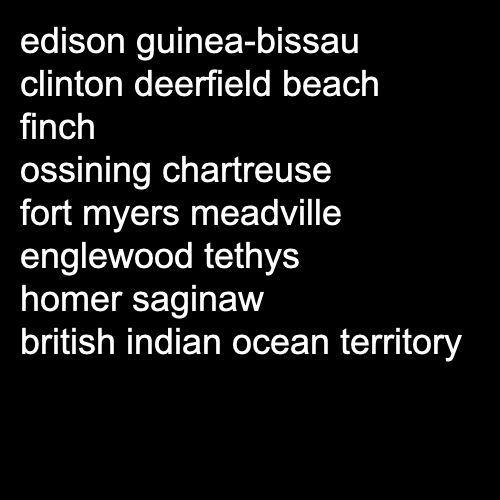 edison guinea-bissau
clinton deerfield beach
finch
ossining chartreuse
fort myers meadville
englewood tethys
homer saginaw
british indian ocean territory